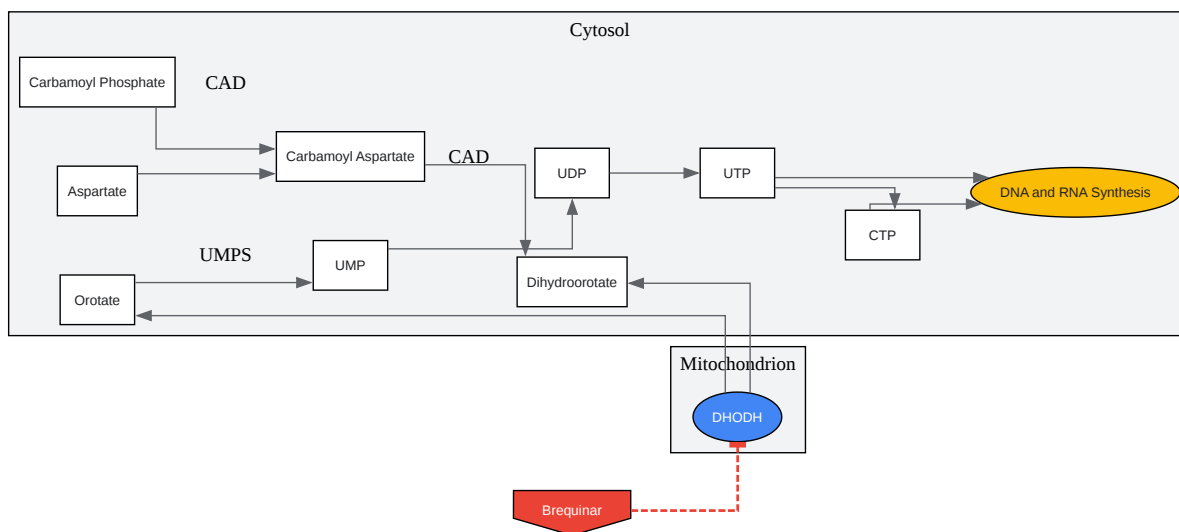 Cytosol
Carbamoyl Phosphate
CAD
Carbamoyl Aspartate
CAD
Aspartate
UDP
UTP
DNA and RNA Synthesis
CTP
UMPS
UMP
Dihydroorotate
Orotate
Mitochondrion
DHODH
Brequinar